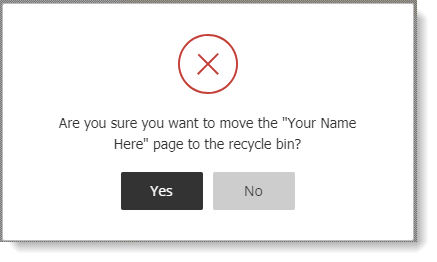 Are you sure you want to move the "Your Name
Here" page to the recycle bin?
Yes
No